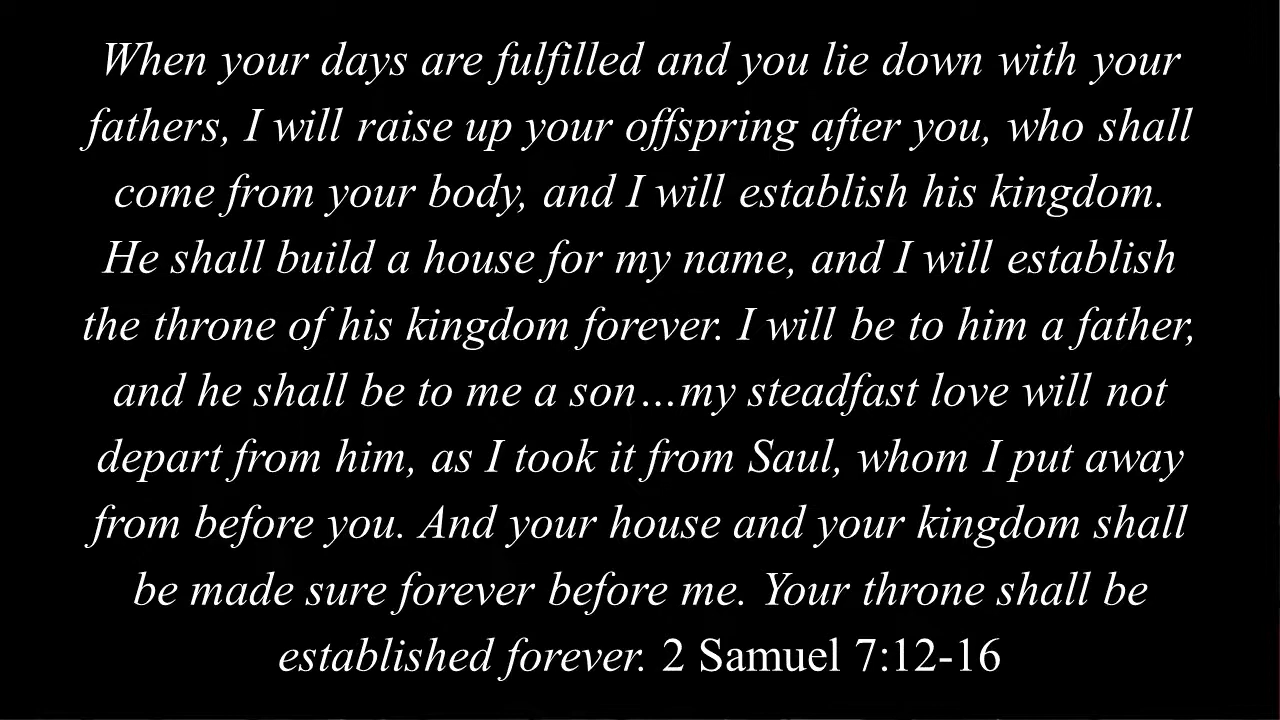 When your days are fulfilled and you lie down with your
fathers, I will raise up your offspring after you, who shall
come from your body, and I will establish his kingdom.
He shall build a house for my name, and I will establish
the throne of his kingdom forever. I will be to him a father,
and he shall be to me a son…my steadfast love will not
depart from him, as I took it from Saul, whom I put away
from before you. And your house and your kingdom shall
be made sure forever before me. Your throne shall be
established forever. 2 Samuel 7:12-16